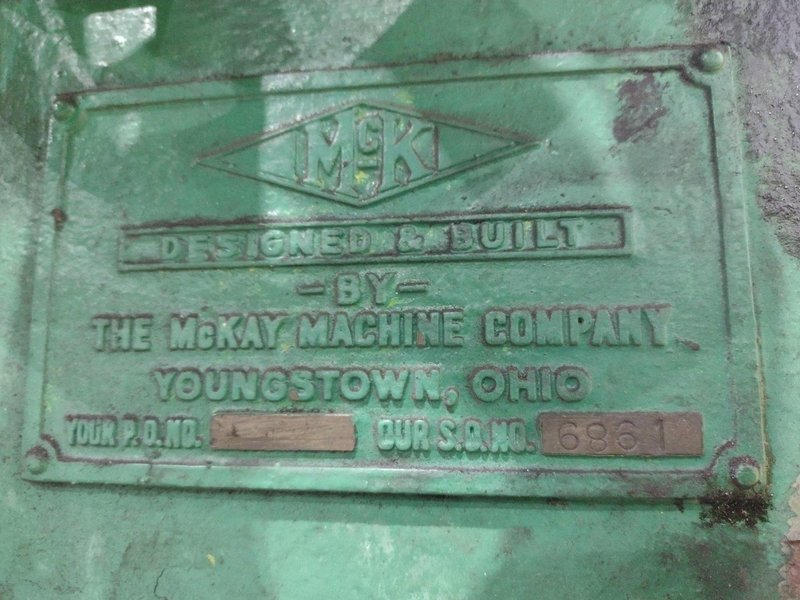 McK
DESIGNED & BUILT
-BY-
THE McKAY MACHINE COMPANY
YOUNGSTOWN, OHIO
YOUR P.O. NO. OUR S.O. NO. 6861